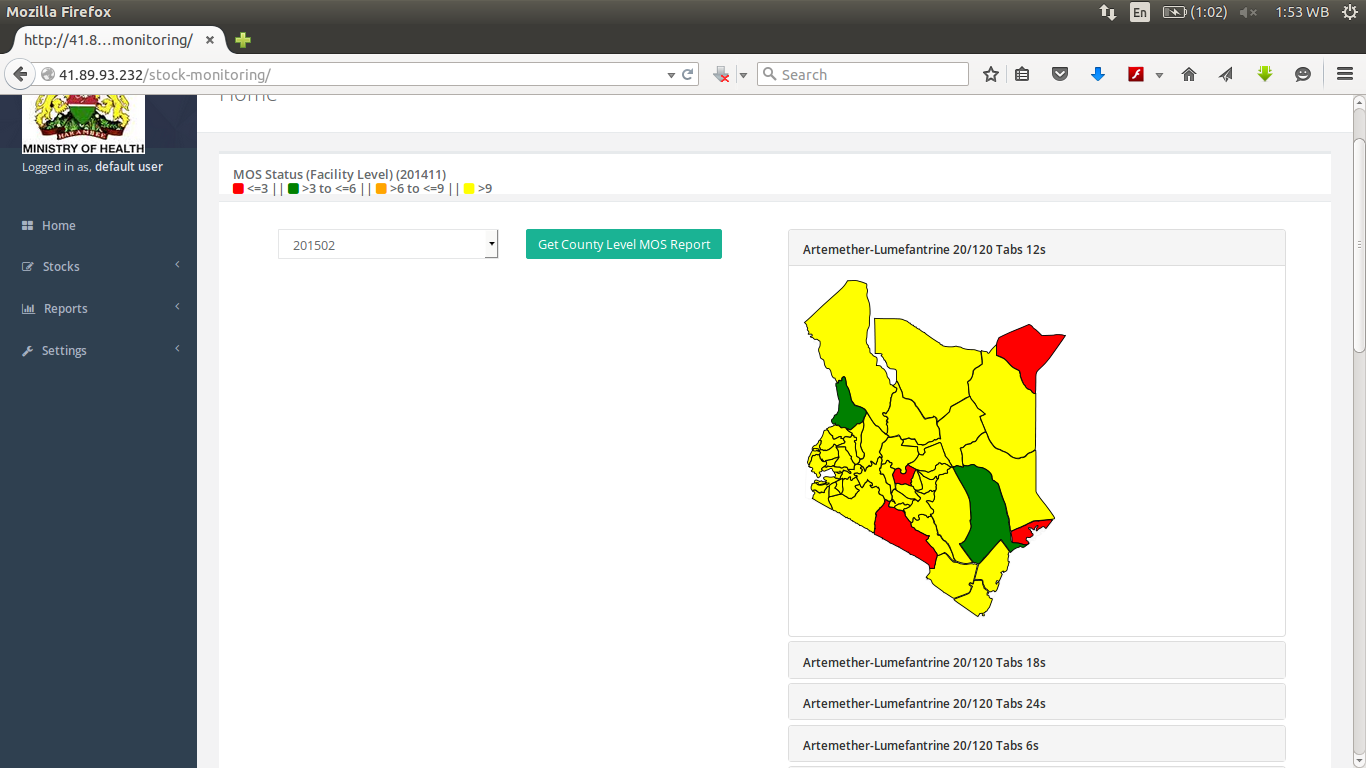 Mozilla Firefox
En
(1:02)
1:53 WB
http://41.8...monitoring/
41.89.93.232/stock-monitoring/
Search
Home
HARAMBEE
MINISTRY OF HEALTH
Logged in as, default user
Home
Stocks
Reports
Settings
MOS Status (Facility Level) (201411)
<=3 || >3 to <=6 || >6 to <=9 || >9
201502
Get County Level MOS Report
Artemether-Lumefantrine 20/120 Tabs 12s
Artemether-Lumefantrine 20/120 Tabs 18s
Artemether-Lumefantrine 20/120 Tabs 24s
Artemether-Lumefantrine 20/120 Tabs 6s